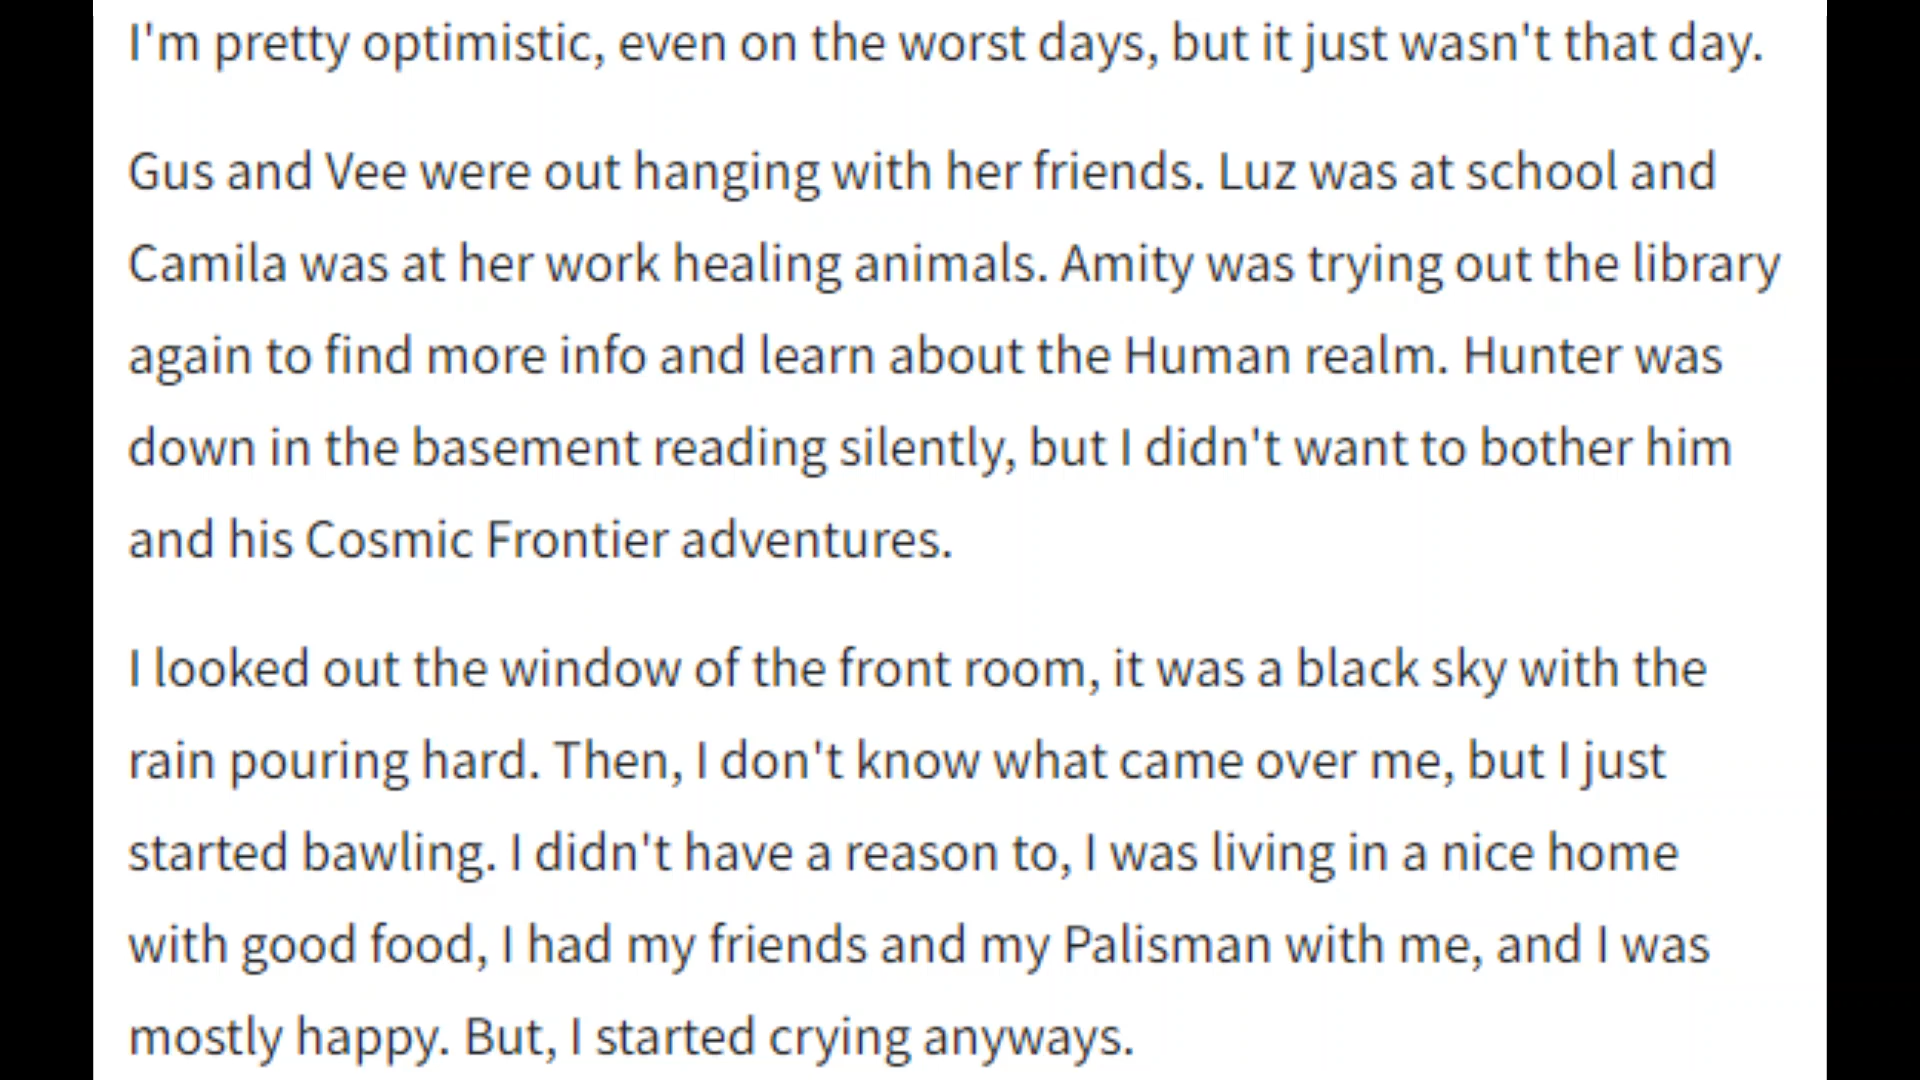 I'm pretty optimistic, even on the worst days, but it just wasn't that day.
Gus and Vee were out hanging with her friends. Luz was at school and
Camila was at her work healing animals. Amity was trying out the library
again to find more info and learn about the Human realm. Hunter was
down in the basement reading silently, but I didn't want to bother him
and his Cosmic Frontier adventures.
I looked out the window of the front room, it was a black sky with the
rain pouring hard. Then, I don't know what came over me, but I just
started bawling. I didn't have a reason to, I was living in a nice home
with good food, I had my friends and my Palisman with me, and I was
mostly happy. But, I started crying anyways.